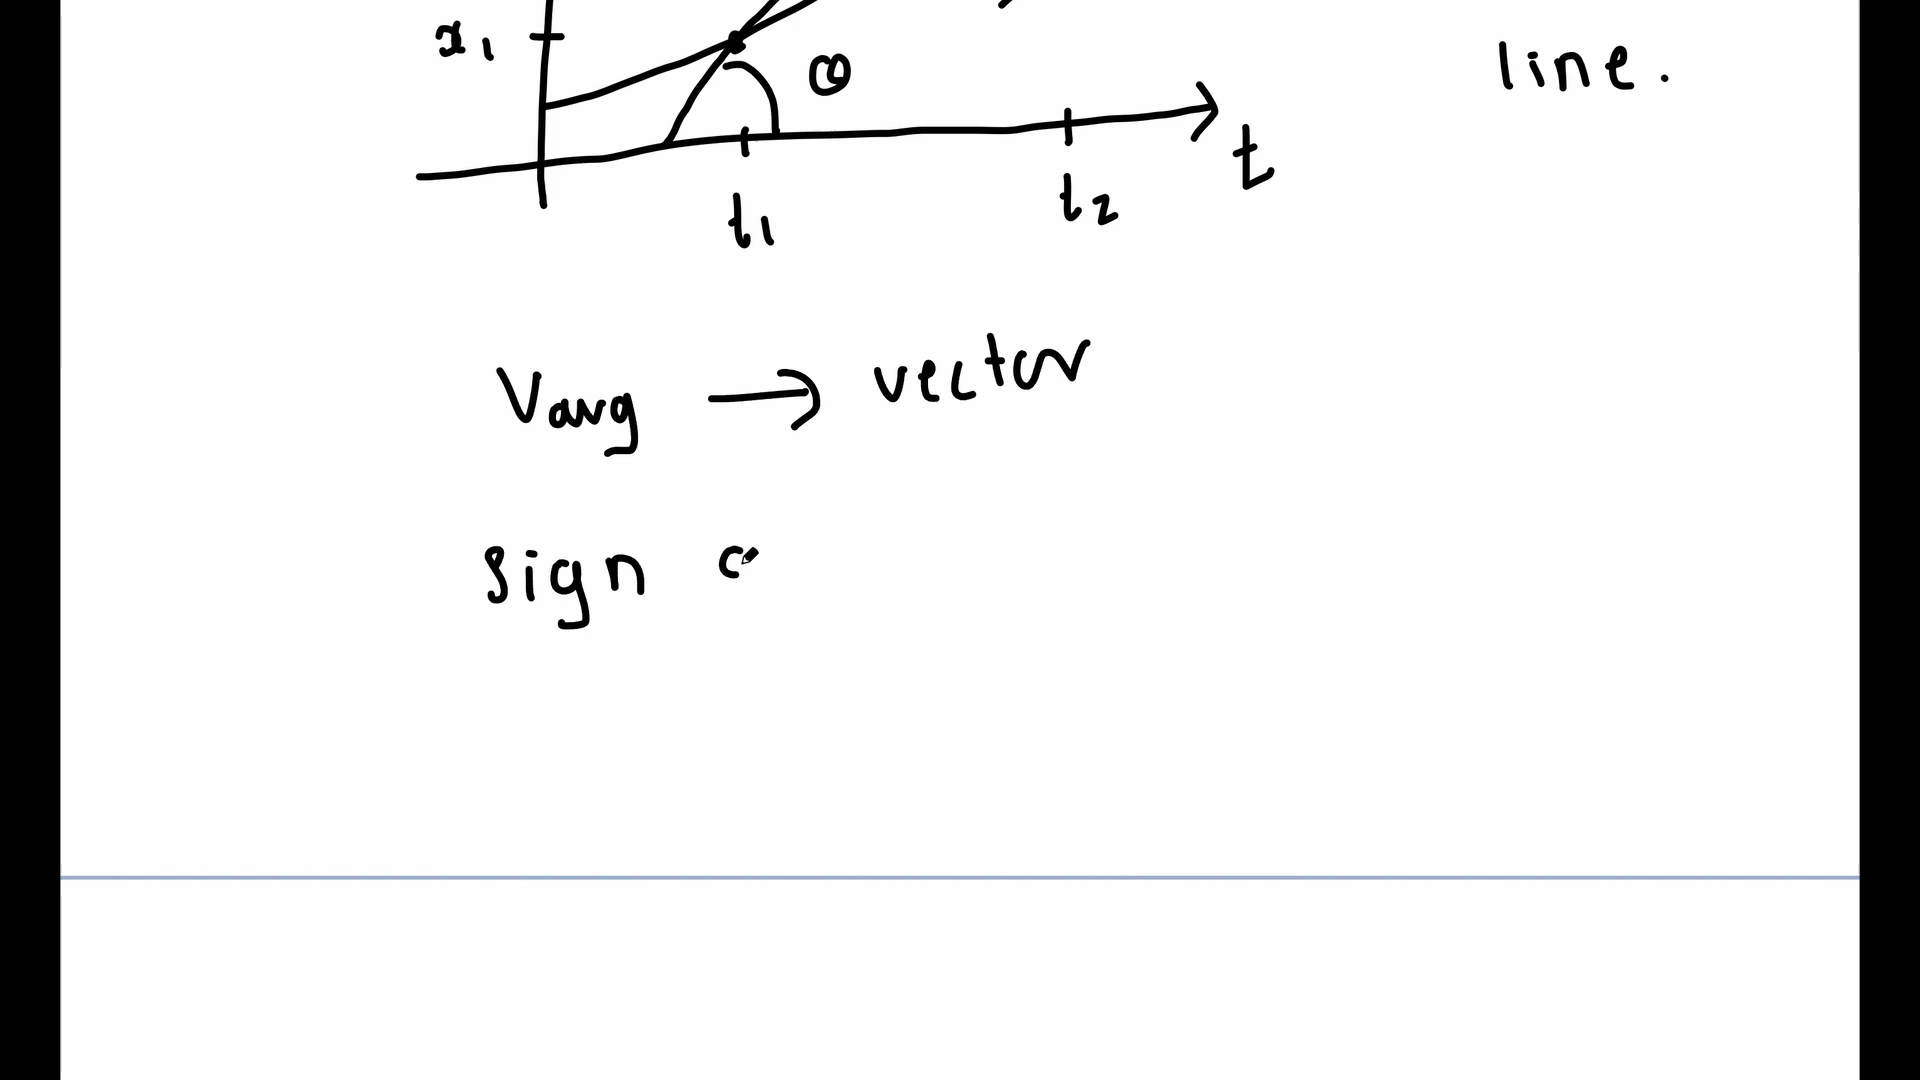 x₁
θ
line.
t
t₁
t₂
Vavg → vector
Sign